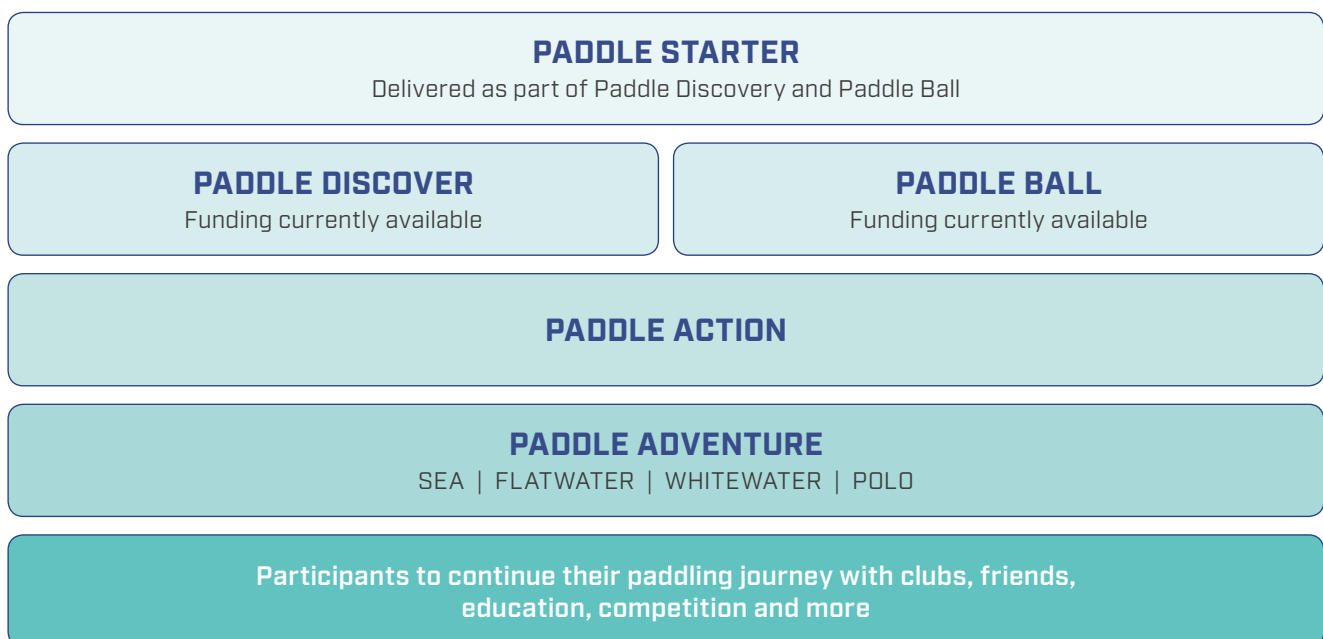 PADDLE STARTER
Delivered as part of Paddle Discovery and Paddle Ball
PADDLE DISCOVER
Funding currently available
PADDLE BALL
Funding currently available
PADDLE ACTION
PADDLE ADVENTURE
SEA | FLATWATER | WHITEWATER | POLO
Participants to continue their paddling journey with clubs, friends,
education, competition and more